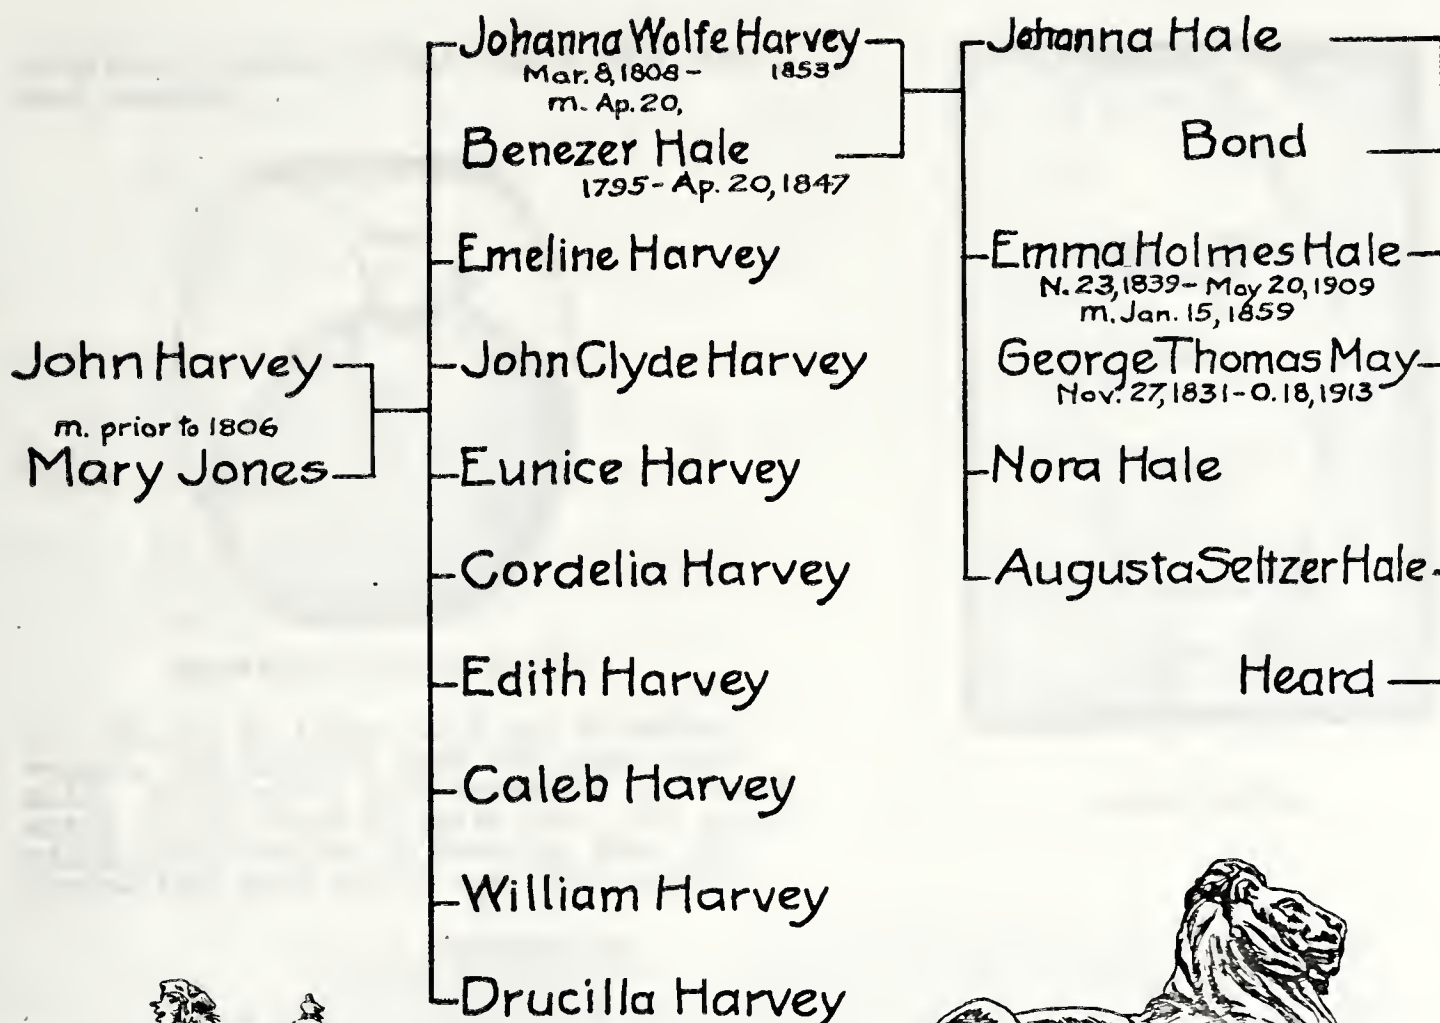 John Harvey
m. prior to 1806
Mary Jones
Johanna Wolfe Harvey
Mar. 8, 1808 - 1853
m. Ap. 20,
Benezer Hale
1795 - Ap. 20, 1847
Emeline Harvey
John Clyde Harvey
Eunice Harvey
Cordelia Harvey
Edith Harvey
Caleb Harvey
William Harvey
Drucilla Harvey
Johanna Hale
Bond
Emma Holmes Hale
N. 23, 1839 - May 20, 1909
m. Jan. 15, 1859
George Thomas May
Nov. 27, 1831 - O. 18, 1913
Nora Hale
Augusta Seltzer Hale
Heard